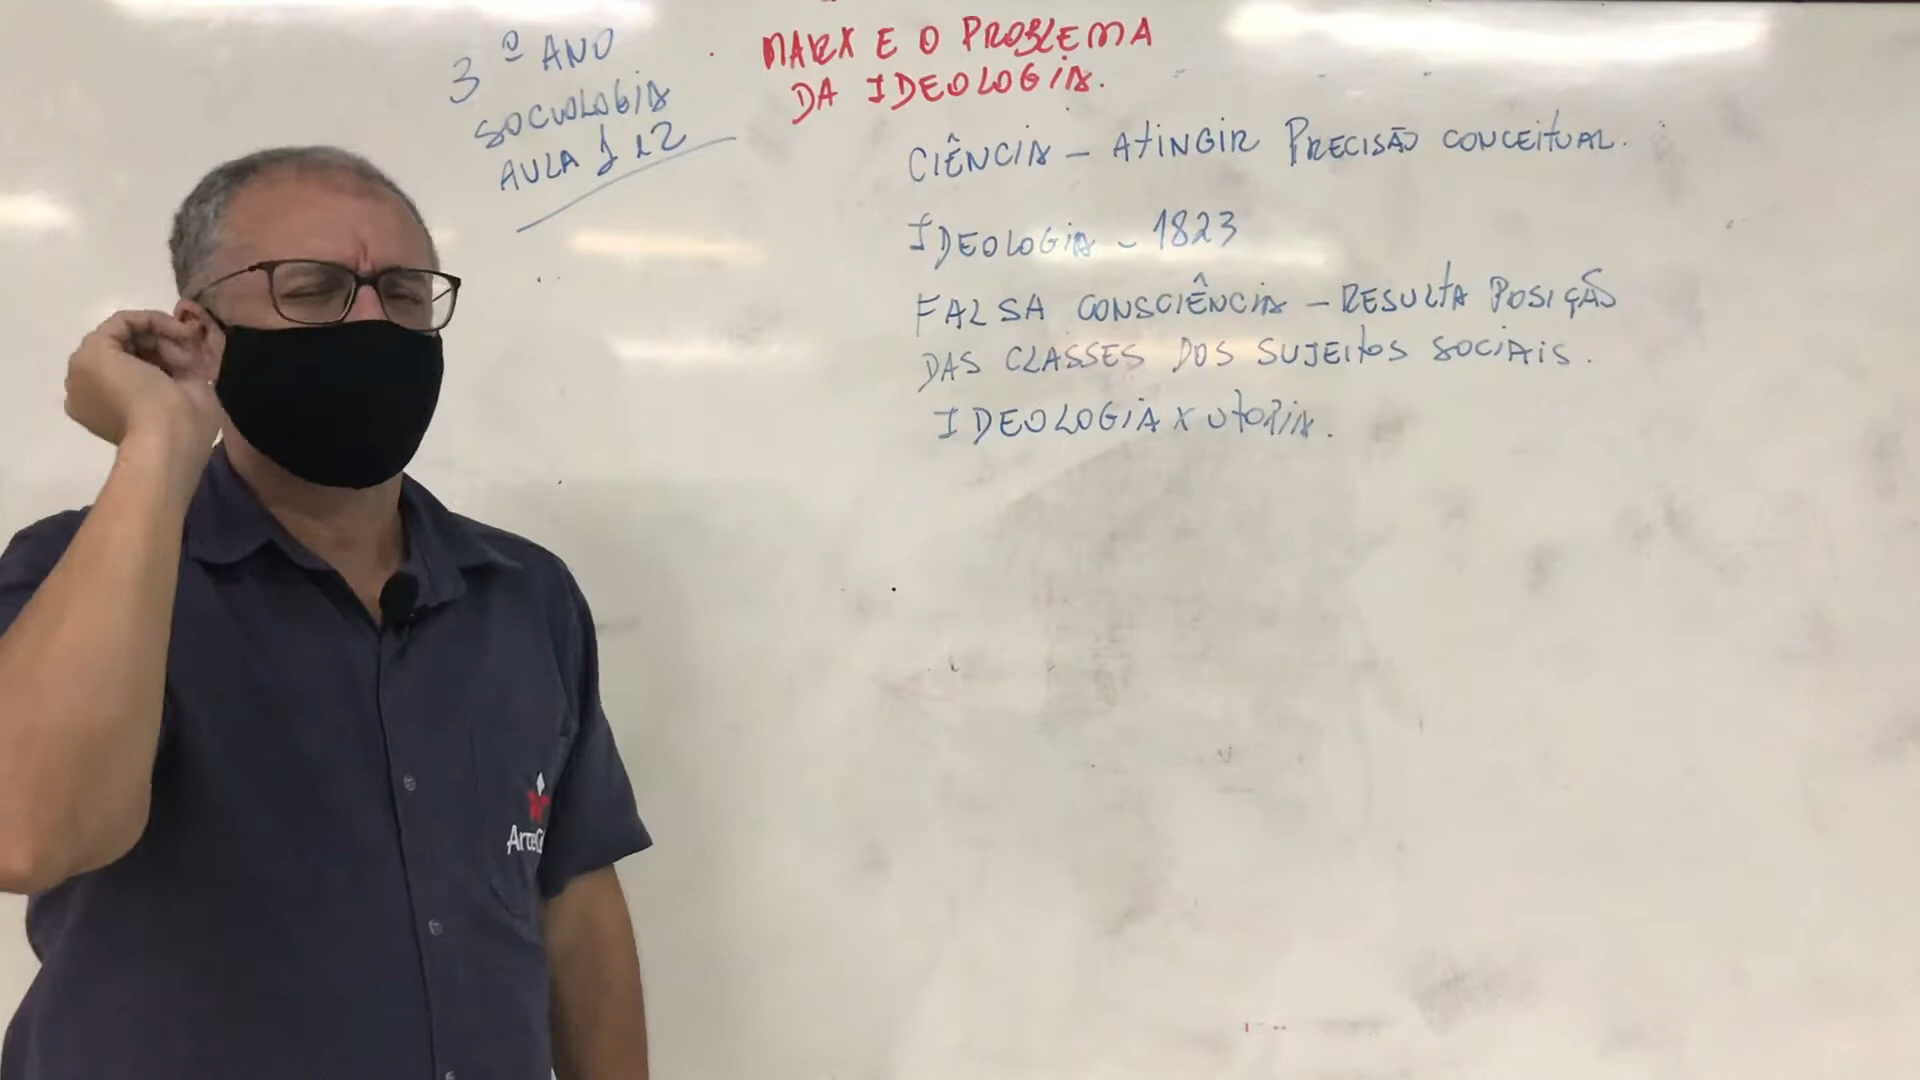 3º ANO
SOCIOLOGIA
AULA 1 e 2
MARX E O PROBLEMA
DA IDEOLOGIA.
CIÊNCIA - ATINGIR PRECISÃO CONCEITUAL.
IDEOLOGIA - 1823
FALSA CONSCIÊNCIA - RESULTA POSIÇÃO
DAS CLASSES DOS SUJEITOS SOCIAIS.
IDEOLOGIA X UTOPIA.